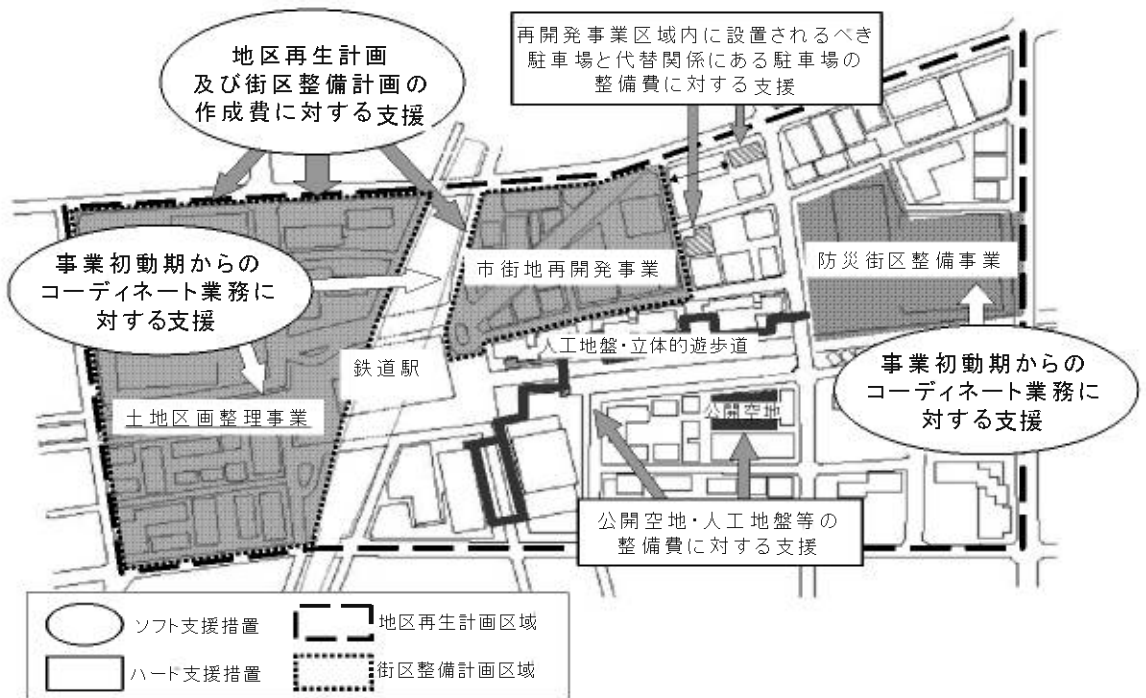 地区再生計画
及び街区整備計画の
作成費に対する支援
再開発事業区域内に設置されるべき
駐車場と代替関係にある駐車場の
整備費に対する支援
事業初動期からの
コーディネート業務に
対する支援
市街地再開発事業
防災街区整備事業
人工地盤・立体的遊歩道
鉄道駅
土地区画整理事業
公開空地
事業初動期からの
コーディネート業務に
対する支援
公開空地・人工地盤等の
整備費に対する支援
ソフト支援措置
地区再生計画区域
ハード支援措置
街区整備計画区域